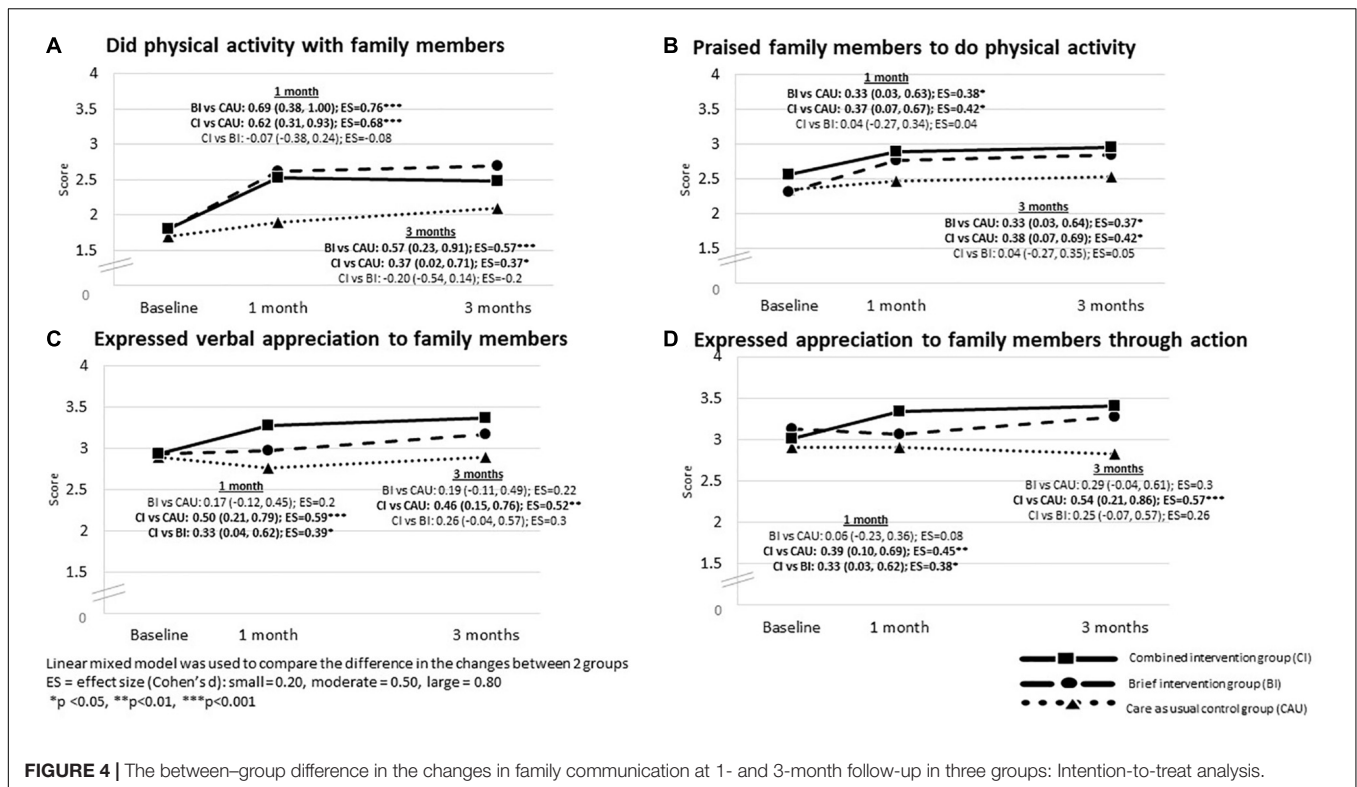 A Did physical activity with family members
4
3.5
3
2.5
2
1.5
0
Score
1 month
BI vs CAU: 0.69 (0.38, 1.00); ES=0.76***
CI vs CAU: 0.62 (0.31, 0.93); ES=0.68***
CI vs BI: -0.07 (-0.38, 0.24); ES=-0.08
3 months
BI vs CAU: 0.57 (0.23, 0.91); ES=0.57***
CI vs CAU: 0.37 (0.02, 0.71); ES=0.37*
CI vs BI: -0.20 (-0.54, 0.14); ES=-0.2
Baseline 1 month 3 months
B Praised family members to do physical activity
4
3.5
3
2.5
2
1.5
0
Score
1 month
BI vs CAU: 0.33 (0.03, 0.63); ES=0.38*
CI vs CAU: 0.37 (0.07, 0.67); ES=0.42*
CI vs BI: 0.04 (-0.27, 0.34); ES=0.04
3 months
BI vs CAU: 0.33 (0.03, 0.64); ES=0.37*
CI vs CAU: 0.38 (0.07, 0.69); ES=0.42*
CI vs BI: 0.04 (-0.27, 0.35); ES=0.05
Baseline 1 month 3 months
C Expressed verbal appreciation to family members
4
3.5
3
2.5
2
1.5
0
Score
1 month
BI vs CAU: 0.17 (-0.12, 0.45); ES=0.2
CI vs CAU: 0.50 (0.21, 0.79); ES=0.59***
CI vs BI: 0.33 (0.04, 0.62); ES=0.39*
3 months
BI vs CAU: 0.19 (-0.11, 0.49); ES=0.22
CI vs CAU: 0.46 (0.15, 0.76); ES=0.52**
CI vs BI: 0.26 (-0.04, 0.57); ES=0.3
Baseline 1 month 3 months
D Expressed appreciation to family members through action
4
3.5
3
2.5
2
1.5
0
Score
1 month
BI vs CAU: 0.06 (-0.23, 0.36); ES=0.08
CI vs CAU: 0.39 (0.10, 0.69); ES=0.45**
CI vs BI: 0.33 (0.03, 0.62); ES=0.38*
3 months
BI vs CAU: 0.29 (-0.04, 0.61); ES=0.3
CI vs CAU: 0.54 (0.21, 0.86); ES=0.57***
CI vs BI: 0.25 (-0.07, 0.57); ES=0.26
Baseline 1 month 3 months
Linear mixed model was used to compare the difference in the changes between 2 groups
ES = effect size (Cohen's d): small=0.20, moderate = 0.50, large = 0.80
*p <0.05, **p<0.01, ***p<0.001
Combined intervention group (CI)
Brief intervention group (BI)
Care as usual control group (CAU)
FIGURE 4 | The between–group difference in the changes in family communication at 1- and 3-month follow-up in three groups: Intention-to-treat analysis.